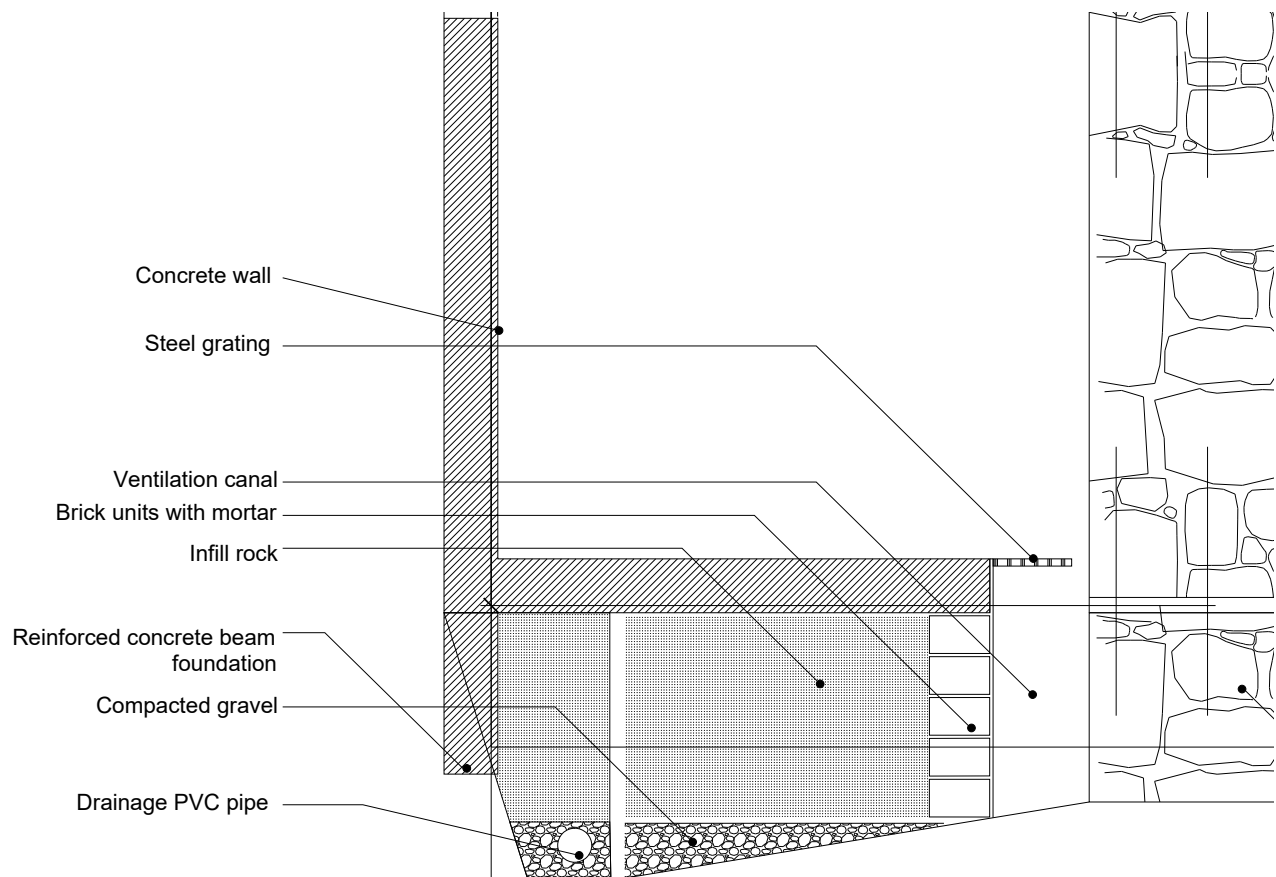 Concrete wall
Steel grating
Ventilation canal
Brick units with mortar
Infill rock
Reinforced concrete beam
foundation
Compacted gravel
Drainage PVC pipe